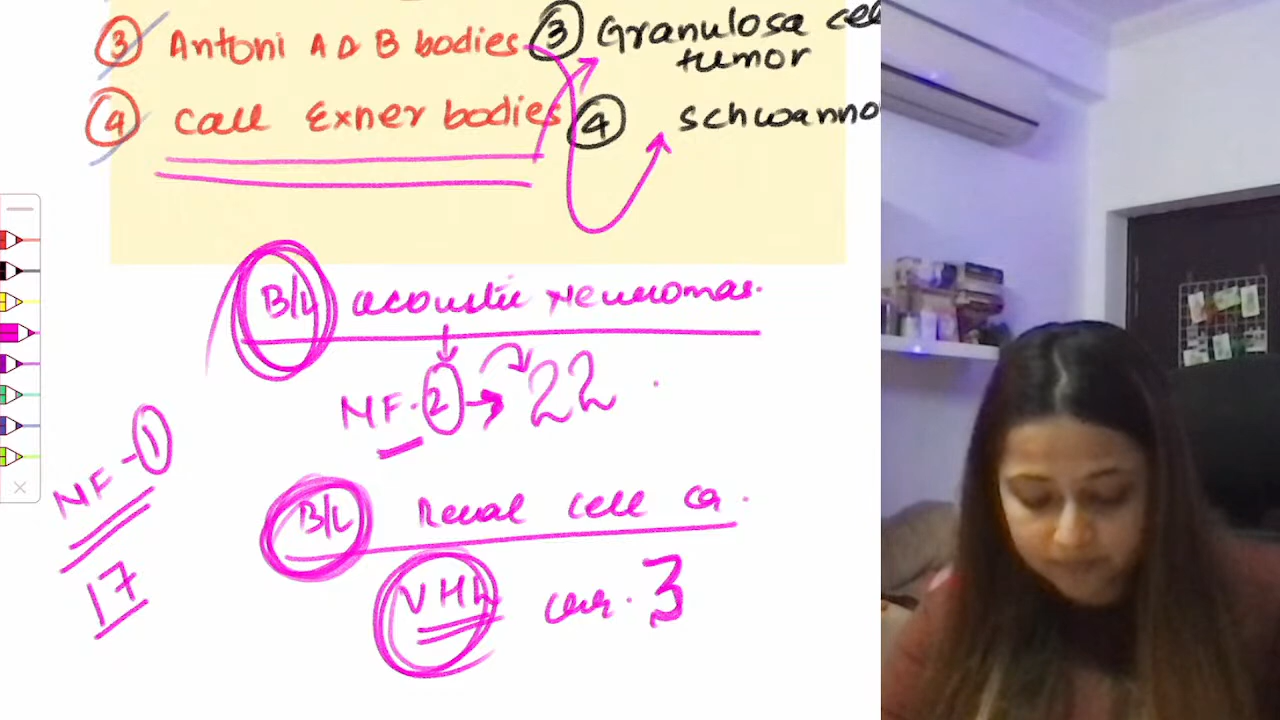 ③ Antoni A & B bodies ③ Granulosa cel
tumor
④ Call Exner bodies ④ schwanno
B/L acoustic Neuromas.
NF-2 → 22
NF-1
17
B/L Renal cell ca.
VHL chr. 3